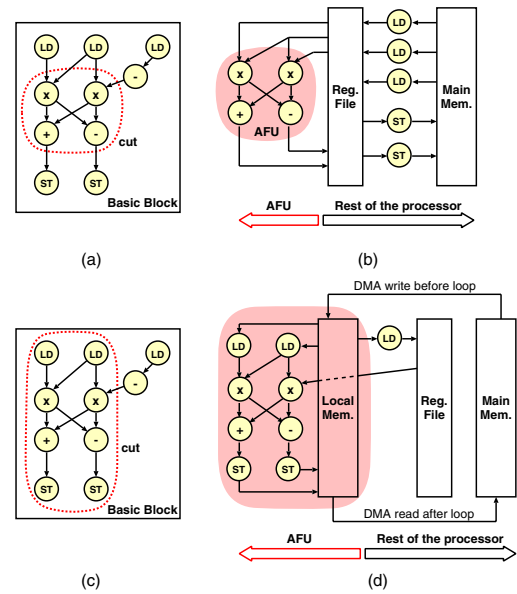 LD LD LD
-
x x
+ -
cut
ST ST
Basic Block
(a)
LD
LD
x x
LD
Reg.
File
Main
Mem.
+ -
AFU
ST
ST
AFU
Rest of the processor
(b)
LD LD LD
-
x x
+ -
cut
ST ST
Basic Block
(c)
DMA write before loop
LD LD
LD
x x
Local
Mem.
Reg.
File
Main
Mem.
+ -
ST ST
DMA read after loop
AFU
Rest of the processor
(d)